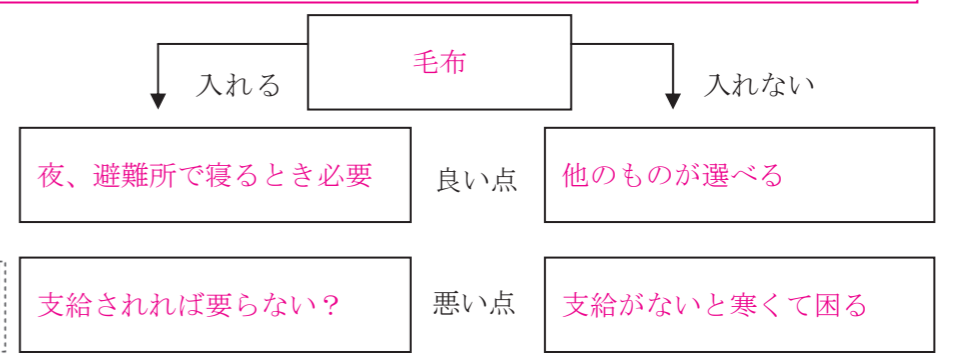 毛布
入れる
入れない
夜、避難所で寝るとき必要
良い点
他のものが選べる
支給されれば要らない？
悪い点
支給がないと寒くて困る